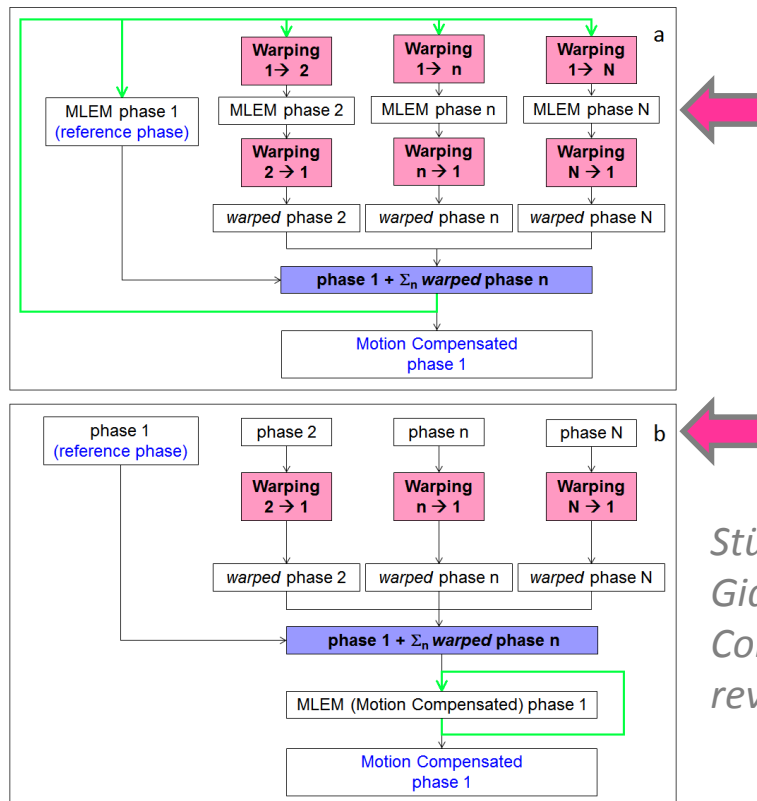 a
Warping
1→ 2
Warping
1→ n
Warping
1→ N
MLEM phase 1
(reference phase)
MLEM phase 2
MLEM phase n
MLEM phase N
Warping
2 → 1
Warping
n → 1
Warping
N → 1
warped phase 2
warped phase n
warped phase N
phase 1 + Σn warped phase n
Motion Compensated
phase 1
b
phase 1
(reference phase)
phase 2
phase n
phase N
Warping
2 → 1
Warping
n → 1
Warping
N → 1
warped phase 2
warped phase n
warped phase N
phase 1 + Σn warped phase n
MLEM (Motion Compensated) phase 1
Motion Compensated
phase 1